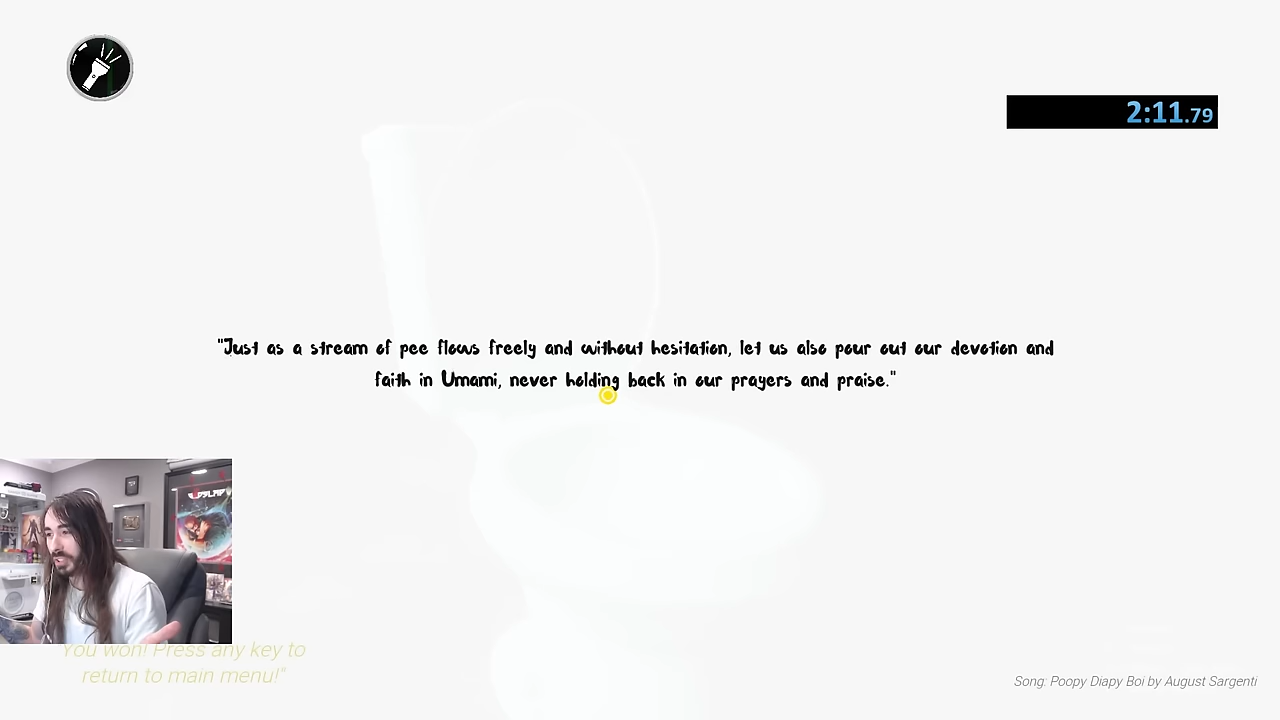 2:11.79
"Just as a stream of pee flows freely and without hesitation, let us also pour out our devotion and
faith in Umami, never holding back in our prayers and praise."
You won! Press any key to
return to main menu!"
Song: Poopy Diapy Boi by August Sargenti